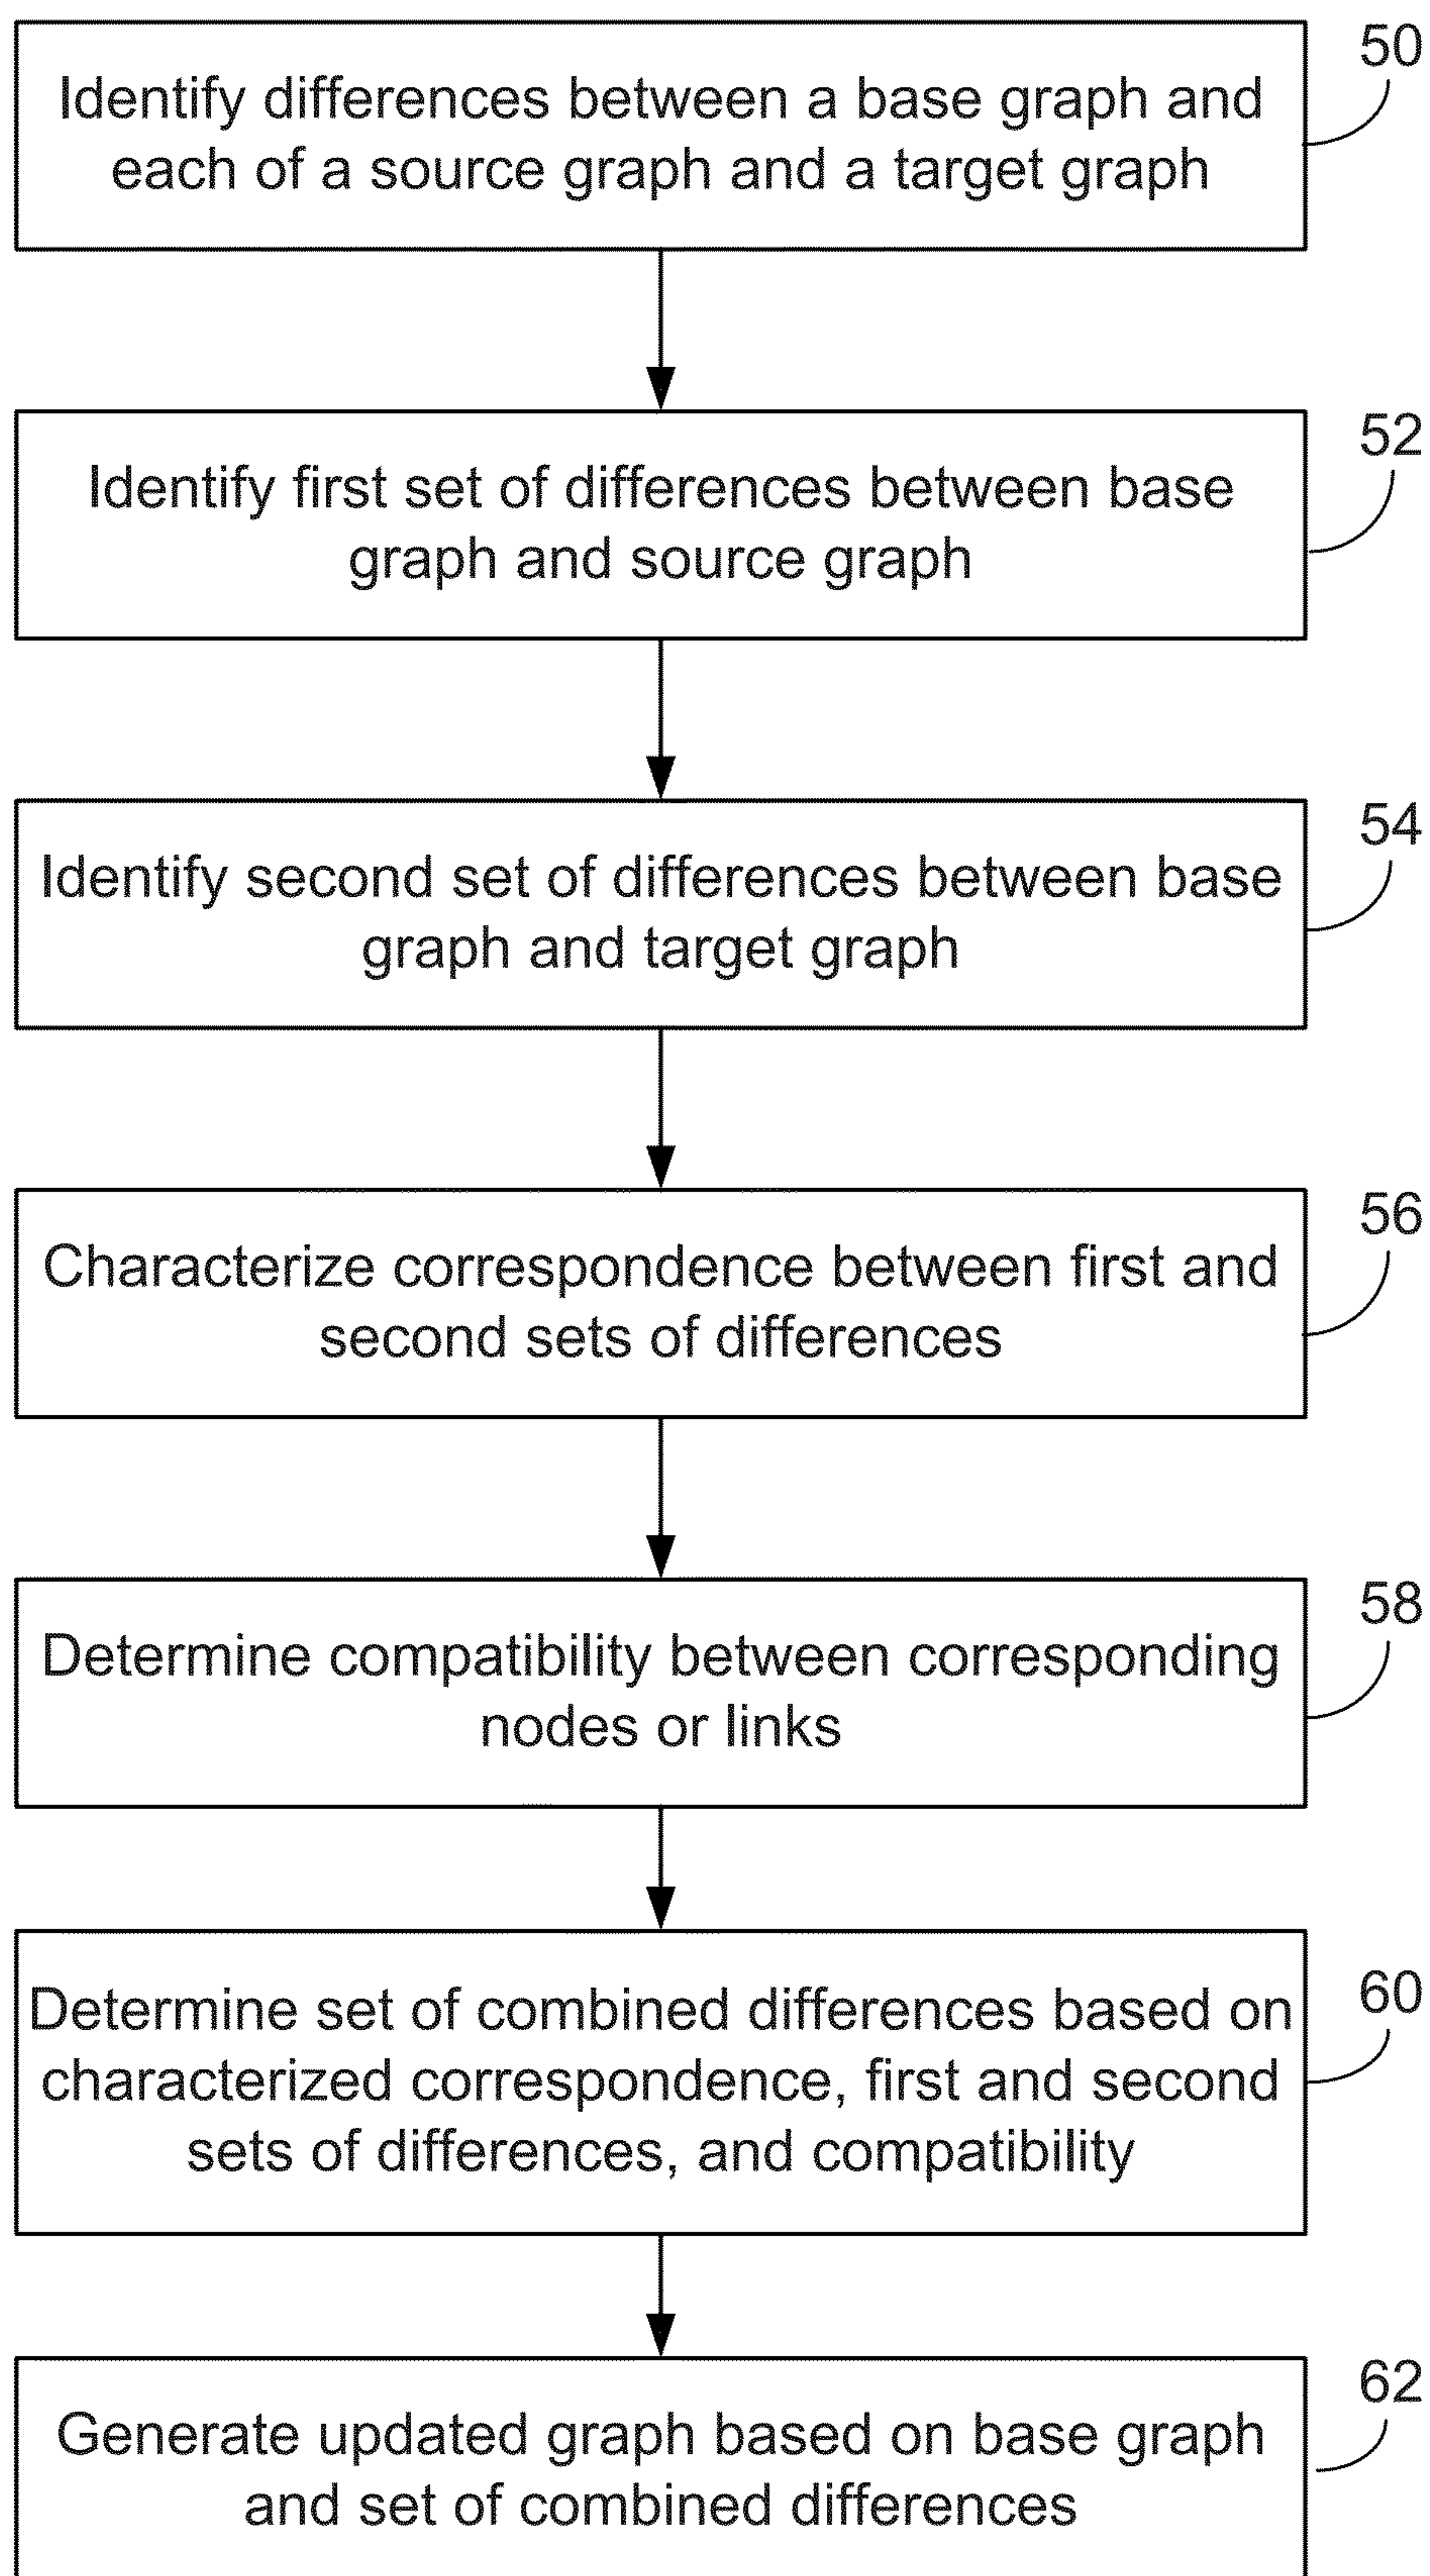 50
Identify differences between a base graph and
each of a source graph and a target graph
52
Identify first set of differences between base
graph and source graph
54
Identify second set of differences between base
graph and target graph
56
Characterize correspondence between first and
second sets of differences
58
Determine compatibility between corresponding
nodes or links
60
Determine set of combined differences based on
characterized correspondence, first and second
sets of differences, and compatibility
62
Generate updated graph based on base graph
and set of combined differences